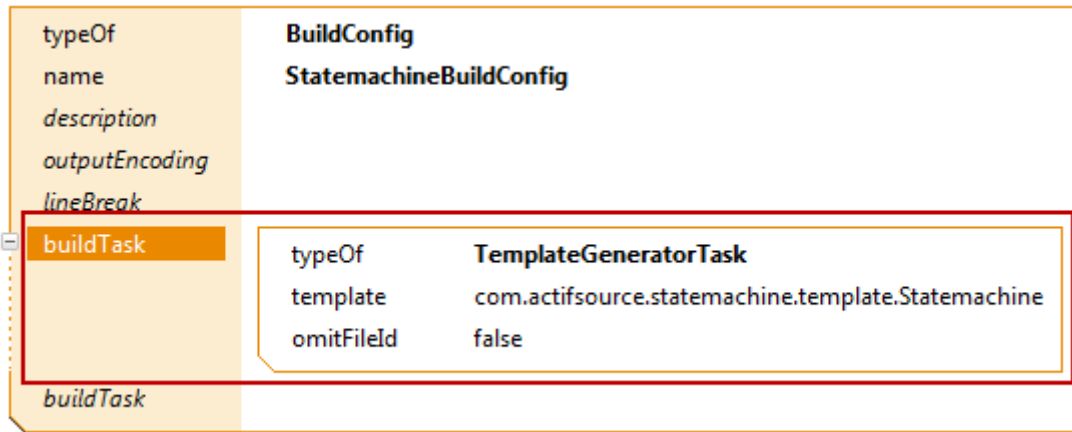 typeOf BuildConfig
name StatemachineBuildConfig
description
outputEncoding
lineBreak
buildTask typeOf TemplateGeneratorTask
template com.actifsource.statemachine.template.Statemachine
omitFileId false
buildTask